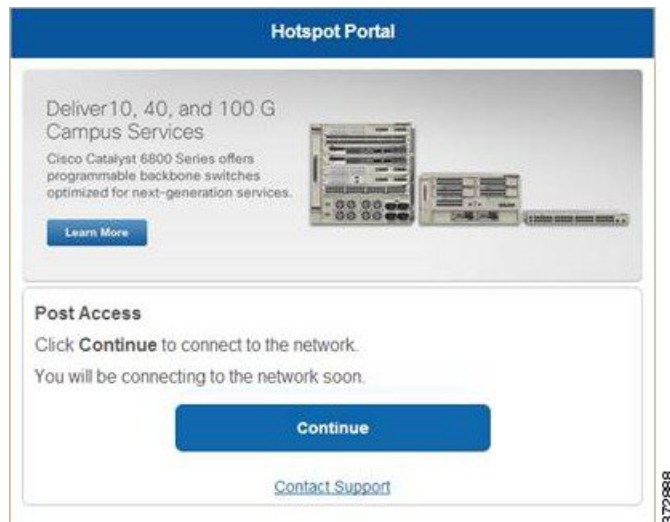 Hotspot Portal
Deliver10, 40, and 100 G
Campus Services
Cisco Catalyst 6800 Series offers
programmable backbone switches
optimized for next-generation services.
Learn More
Post Access
Click Continue to connect to the network.
You will be connecting to the network soon.
Continue
Contact Support
372888